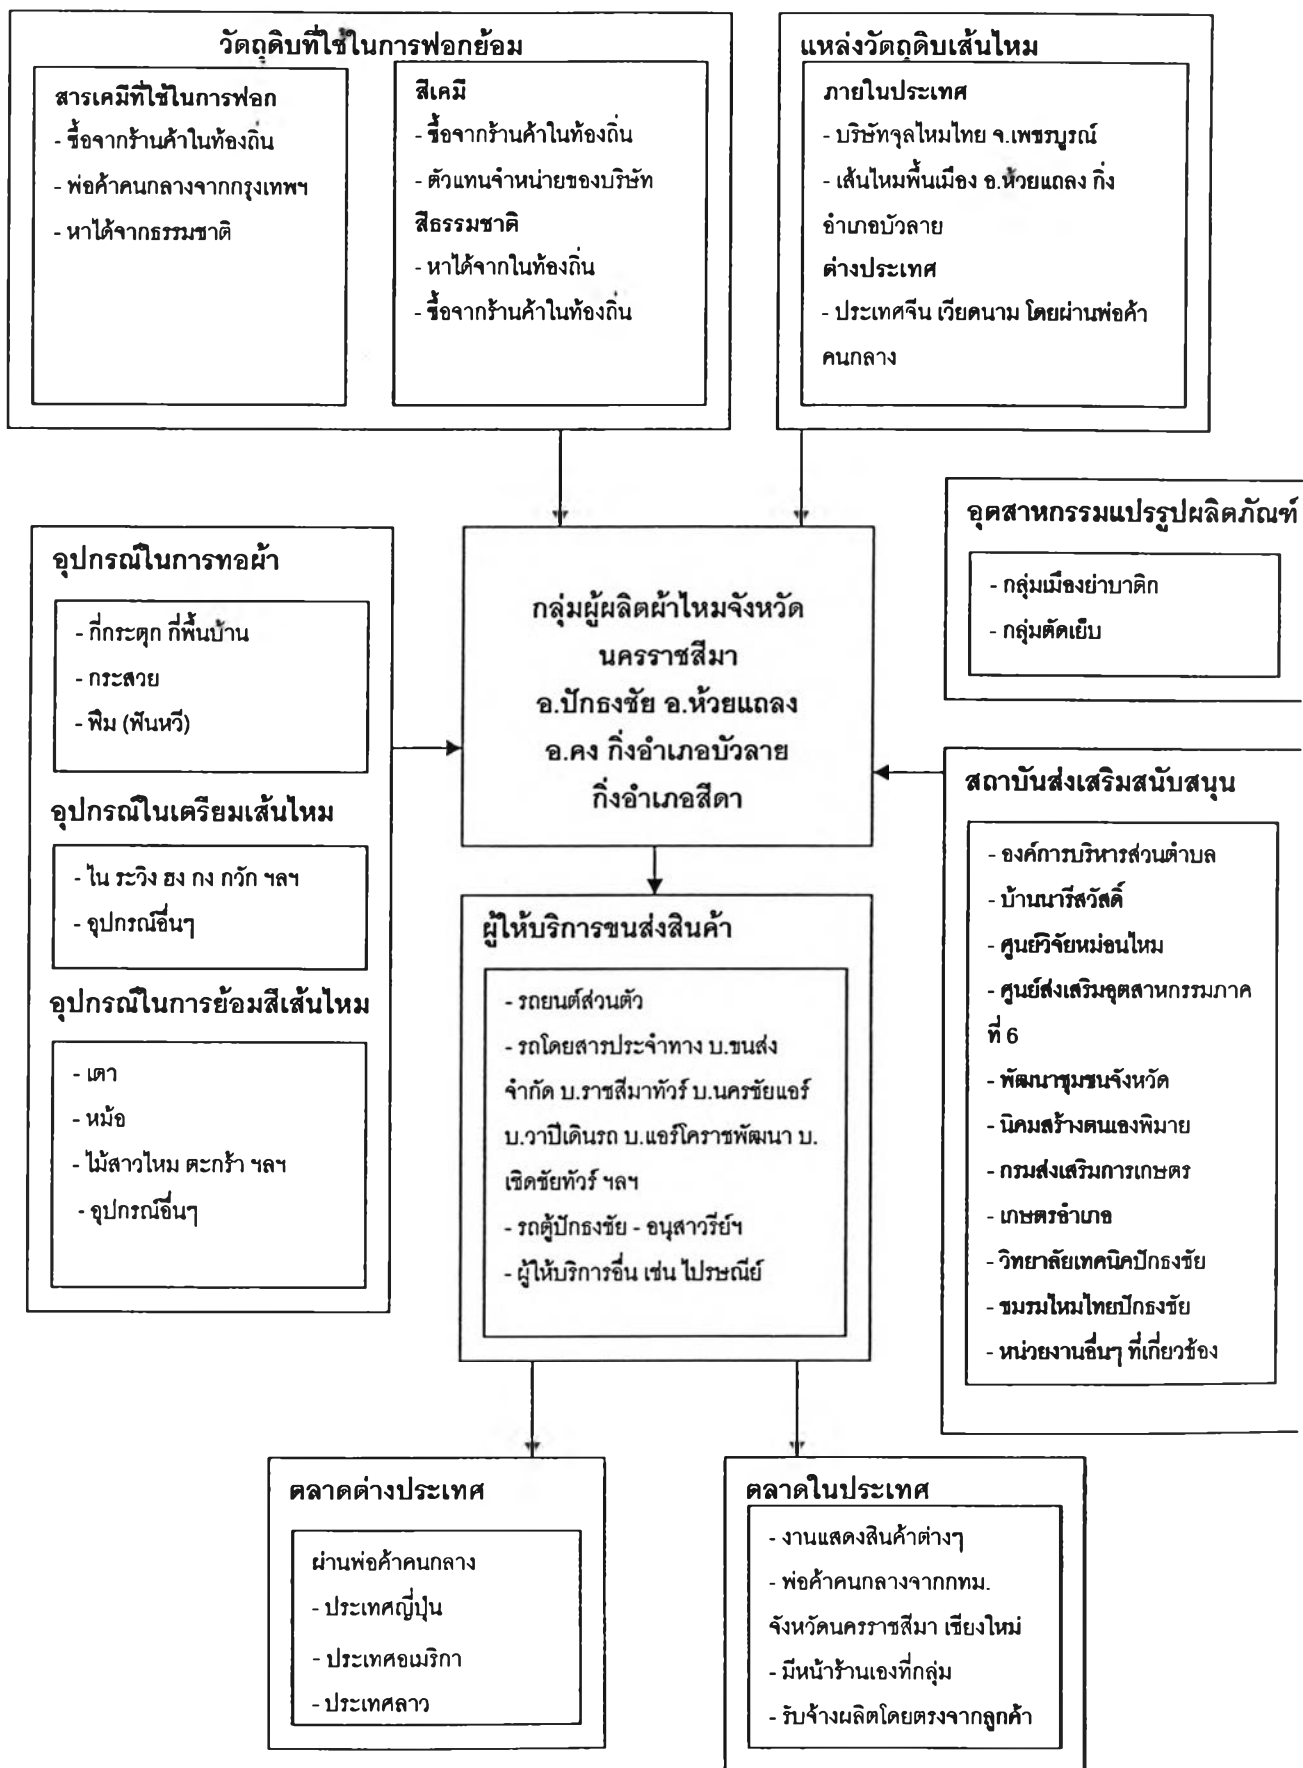 วัตถุดิบที่ใช้ในการฟอกย้อม
สารเคมีที่ใช้ในการฟอก
- ซื้อจากร้านค้าในท้องถิ่น
- พ่อค้าคนกลางจากกรุงเทพฯ
- หาได้จากธรรมชาติ
สีเคมี
- ซื้อจากร้านค้าในท้องถิ่น
- ตัวแทนจำหน่ายของบริษัท
สีธรรมชาติ
- หาได้จากในท้องถิ่น
- ซื้อจากร้านค้าในท้องถิ่น
แหล่งวัตถุดิบเส้นไหม
ภายในประเทศ
- บริษัทจุลไหมไทย จ.เพชรบูรณ์
- เส้นไหมพื้นเมือง อ.ห้วยแถลง กิ่ง
อำเภอบัวลาย
ต่างประเทศ
- ประเทศจีน เวียดนาม โดยผ่านพ่อค้า
คนกลาง
อุปกรณ์ในการทอผ้า
- กี่กระตุก กี่พื้นบ้าน
- กระสวย
- ฟืม (ฟันหวี)
อุปกรณ์ในเตรียมเส้นไหม
- ไน ระวิง ฮง กง กวัก ฯลฯ
- อุปกรณ์อื่นๆ
อุปกรณ์ในการย้อมสีเส้นไหม
- เตา
- หม้อ
- ไม้สาวไหม ตะกร้า ฯลฯ
- อุปกรณ์อื่นๆ
กลุ่มผู้ผลิตผ้าไหมจังหวัด
นครราชสีมา
อ.ปักธงชัย อ.ห้วยแถลง
อ.คง กิ่งอำเภอบัวลาย
กิ่งอำเภอสีดา
อุตสาหกรรมแปรรูปผลิตภัณฑ์
- กลุ่มเมืองย่าบาติก
- กลุ่มตัดเย็บ
สถาบันส่งเสริมสนับสนุน
- องค์การบริหารส่วนตำบล
- บ้านนารีสวัสดิ์
- ศูนย์วิจัยหม่อนไหม
- ศูนย์ส่งเสริมอุตสาหกรรมภาค
ที่ 6
- พัฒนาชุมชนจังหวัด
- นิคมสร้างตนเองพิมาย
- กรมส่งเสริมการเกษตร
- เกษตรอำเภอ
- วิทยาลัยเทคนิคปักธงชัย
- ชมรมไหมไทยปักธงชัย
- หน่วยงานอื่นๆ ที่เกี่ยวข้อง
ผู้ให้บริการขนส่งสินค้า
- รถยนต์ส่วนตัว
- รถโดยสารประจำทาง บ.ขนส่ง
จำกัด บ.ราชสีมาทัวร์ บ.นครชัยแอร์
บ.วาปีเดินรถ บ.แอร์โคราชพัฒนา บ.
เชิดชัยทัวร์ ฯลฯ
- รถตู้ปักธงชัย - อนุสาวรีย์ฯ
- ผู้ให้บริการอื่น เช่น ไปรษณีย์
ตลาดต่างประเทศ
ผ่านพ่อค้าคนกลาง
- ประเทศญี่ปุ่น
- ประเทศอเมริกา
- ประเทศลาว
ตลาดในประเทศ
- งานแสดงสินค้าต่างๆ
- พ่อค้าคนกลางจากกทม.
จังหวัดนครราชสีมา เชียงใหม่
- มีหน้าร้านเองที่กลุ่ม
- รับจ้างผลิตโดยตรงจากลูกค้า